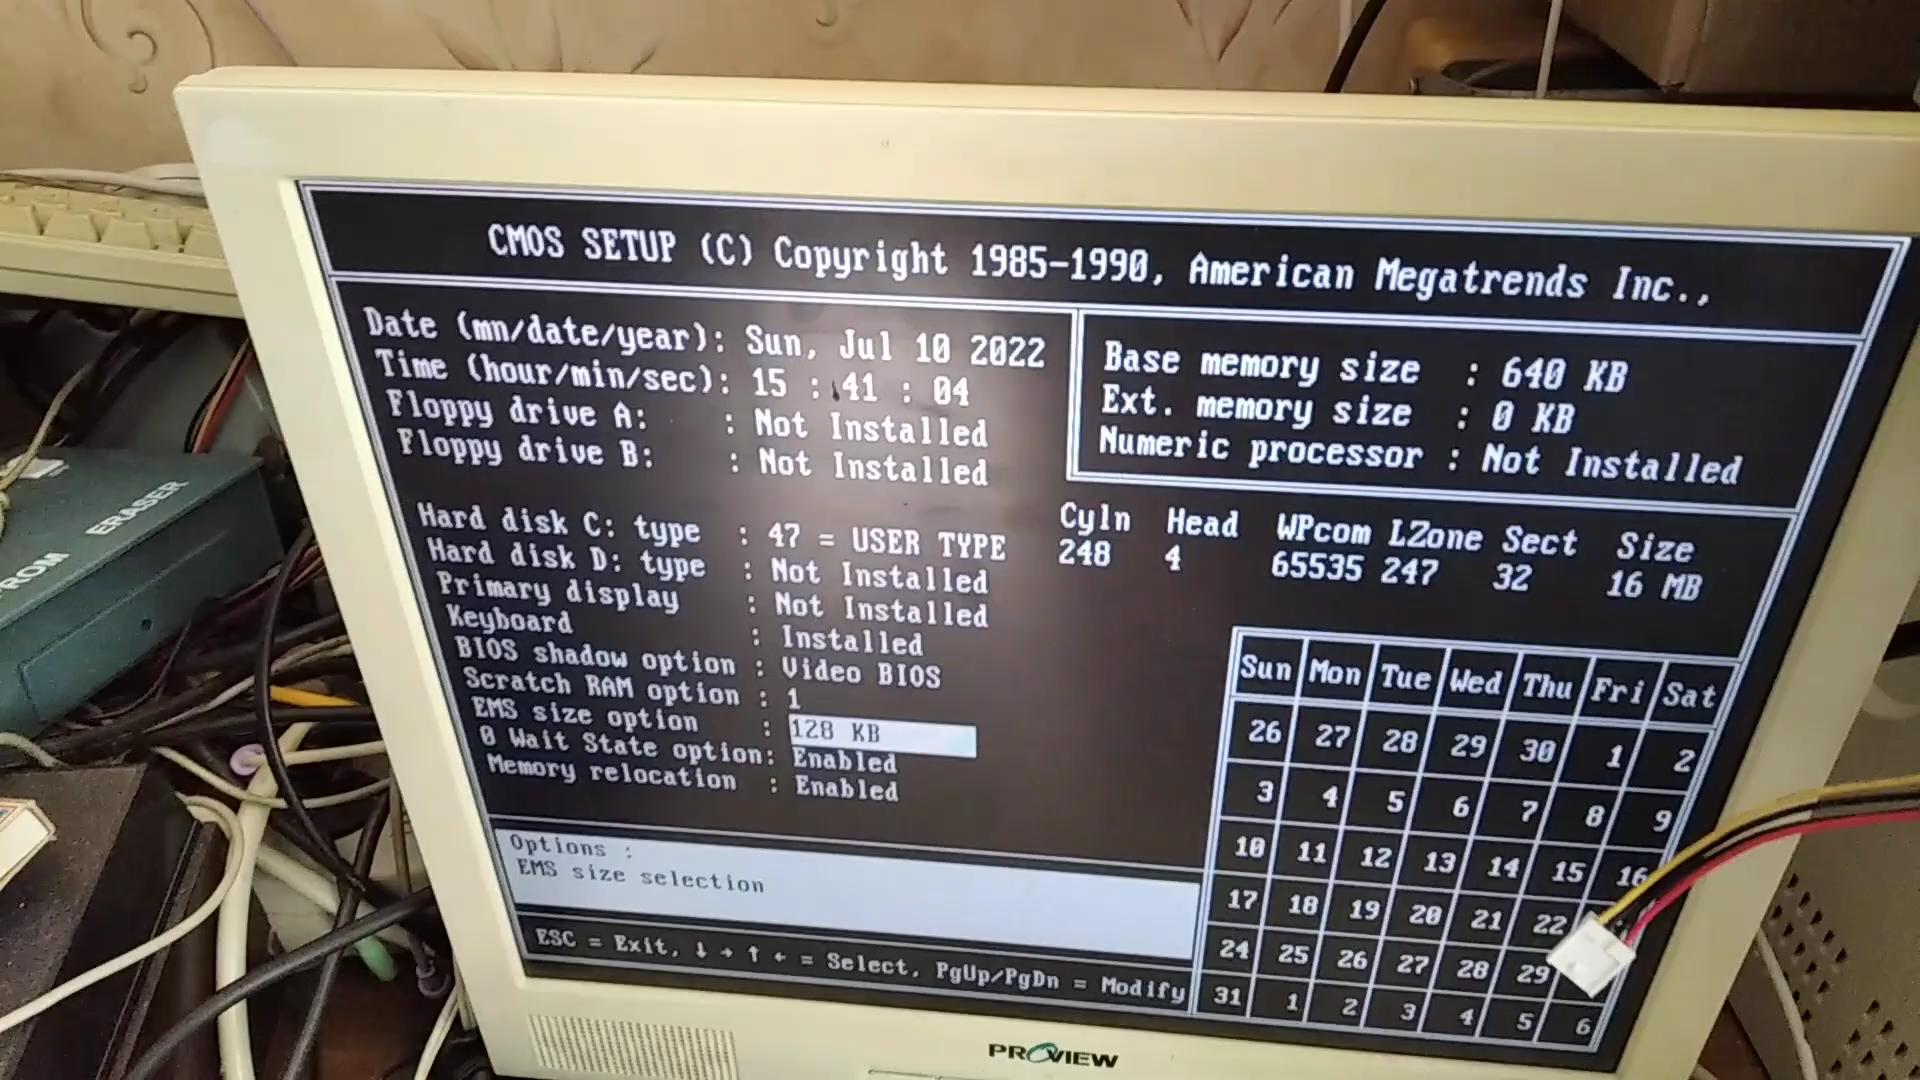 CMOS SETUP (C) Copyright 1985-1990, American Megatrends Inc.,
Date (mn/date/year): Sun, Jul 10 2022
Time (hour/min/sec): 15 : 41 : 04
Floppy drive A: : Not Installed
Floppy drive B: : Not Installed
Base memory size : 640 KB
Ext. memory size : 0 KB
Numeric processor : Not Installed
Cyln Head WPcom LZone Sect Size
Hard disk C: type : 47 = USER TYPE 248 4 65535 247 32 16 MB
Hard disk D: type : Not Installed
Primary display : Not Installed
Keyboard : Installed
BIOS shadow option : Video BIOS
Scratch RAM option : 1
EMS size option : 128 KB
0 Wait State option: Enabled
Memory relocation : Enabled
Sun Mon Tue Wed Thu Fri Sat
26 27 28 29 30 1 2
3 4 5 6 7 8 9
10 11 12 13 14 15 16
17 18 19 20 21 22
24 25 26 27 28 29
31 1 2 3 4 5 6
Options :
EMS size selection
ESC = Exit, ↓ → ↑ ← = Select, PgUp/PgDn = Modify
PROVIEW
ROM ERASER